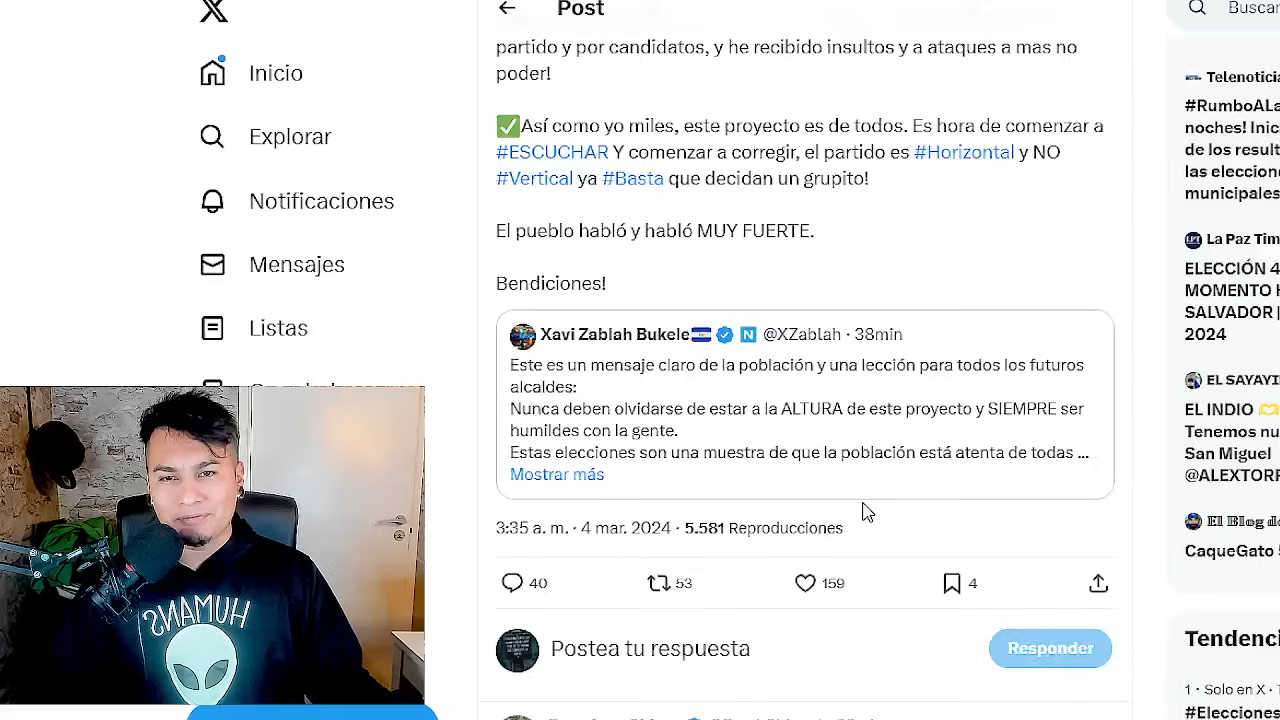 Post
Buscar
Inicio
Explorar
Notificaciones
Mensajes
Listas
partido y por candidatos, y he recibido insultos y a ataques a mas no
poder!
✅Así como yo miles, este proyecto es de todos. Es hora de comenzar a
#ESCUCHAR Y comenzar a corregir, el partido es #Horizontal y NO
#Vertical ya #Basta que decidan un grupito!
El pueblo habló y habló MUY FUERTE.
Bendiciones!
Xavi Zablah Bukele @XZablah · 38min
Este es un mensaje claro de la población y una lección para todos los futuros
alcaldes:
Nunca deben olvidarse de estar a la ALTURA de este proyecto y SIEMPRE ser
humildes con la gente.
Estas elecciones son una muestra de que la población está atenta de todas ...
Mostrar más
3:35 a. m. · 4 mar. 2024 · 5.581 Reproducciones
40 53 159 4
Postea tu respuesta
Responder
HUMANS
Telenoticia
#RumboALa
noches! Inic
de los result
las eleccione
municipales
La Paz Tim
ELECCIÓN 4
MOMENTO H
SALVADOR |
2024
EL SAYAYI
EL INDIO
Tenemos nu
San Miguel
@ALEXTORR
El Blog d
CaqueGato
Tendenci
1 · Solo en X · T
#Elecciones